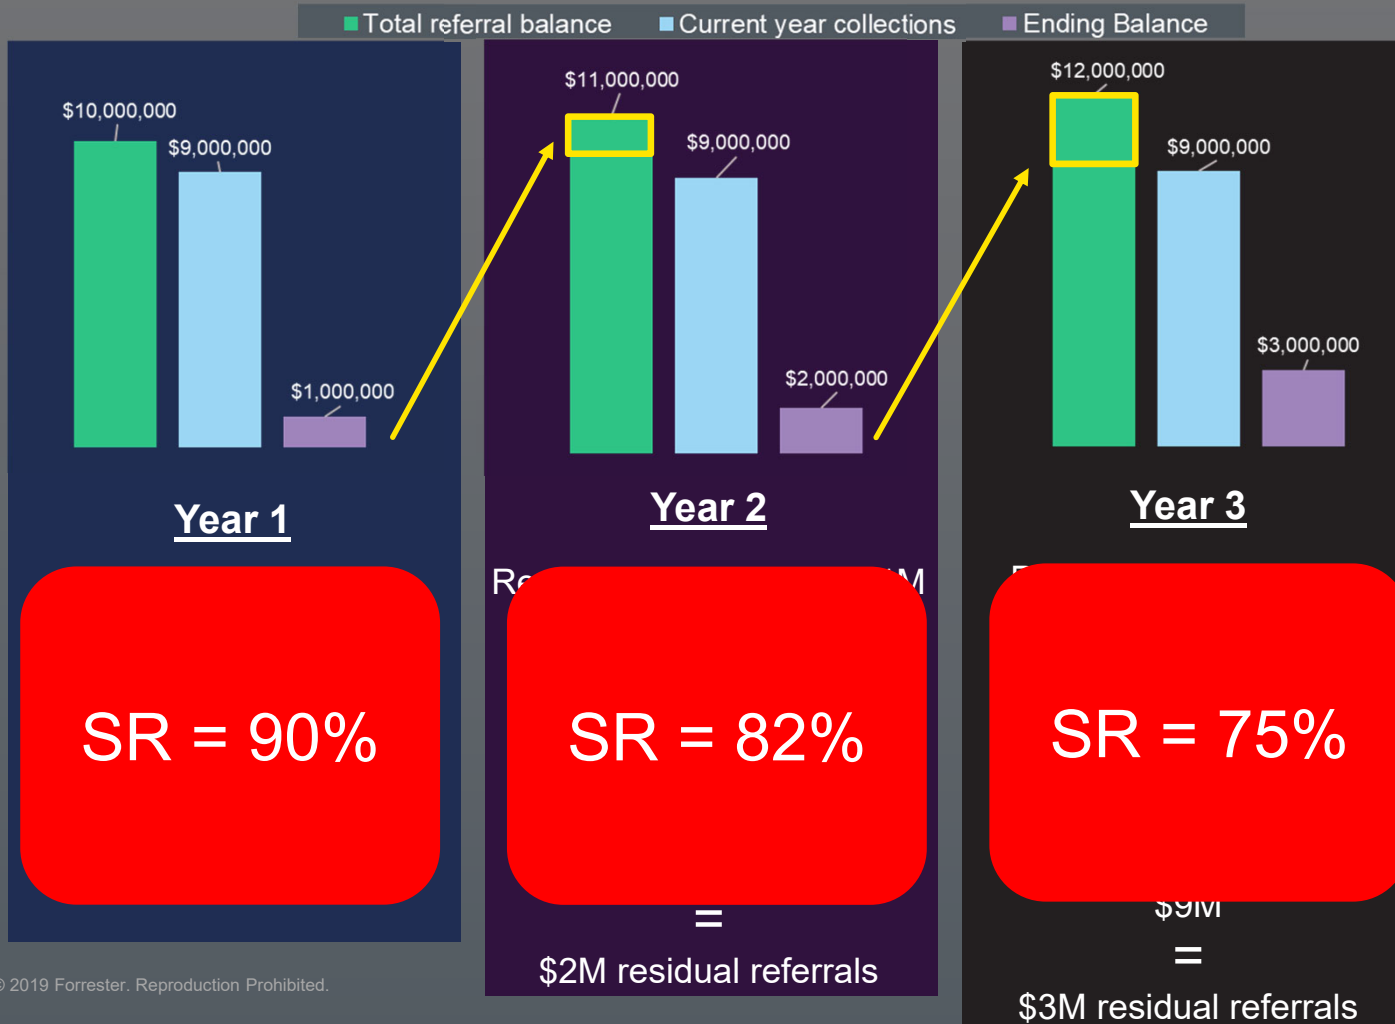 Total referral balance Current year collections Ending Balance
$10,000,000
$9,000,000
$1,000,000
Year 1
SR = 90%
$11,000,000
$9,000,000
$2,000,000
Year 2
SR = 82%
=
$2M residual referrals
$12,000,000
$9,000,000
$3,000,000
Year 3
SR = 75%
$9M
=
$3M residual referrals
© 2019 Forrester. Reproduction Prohibited.